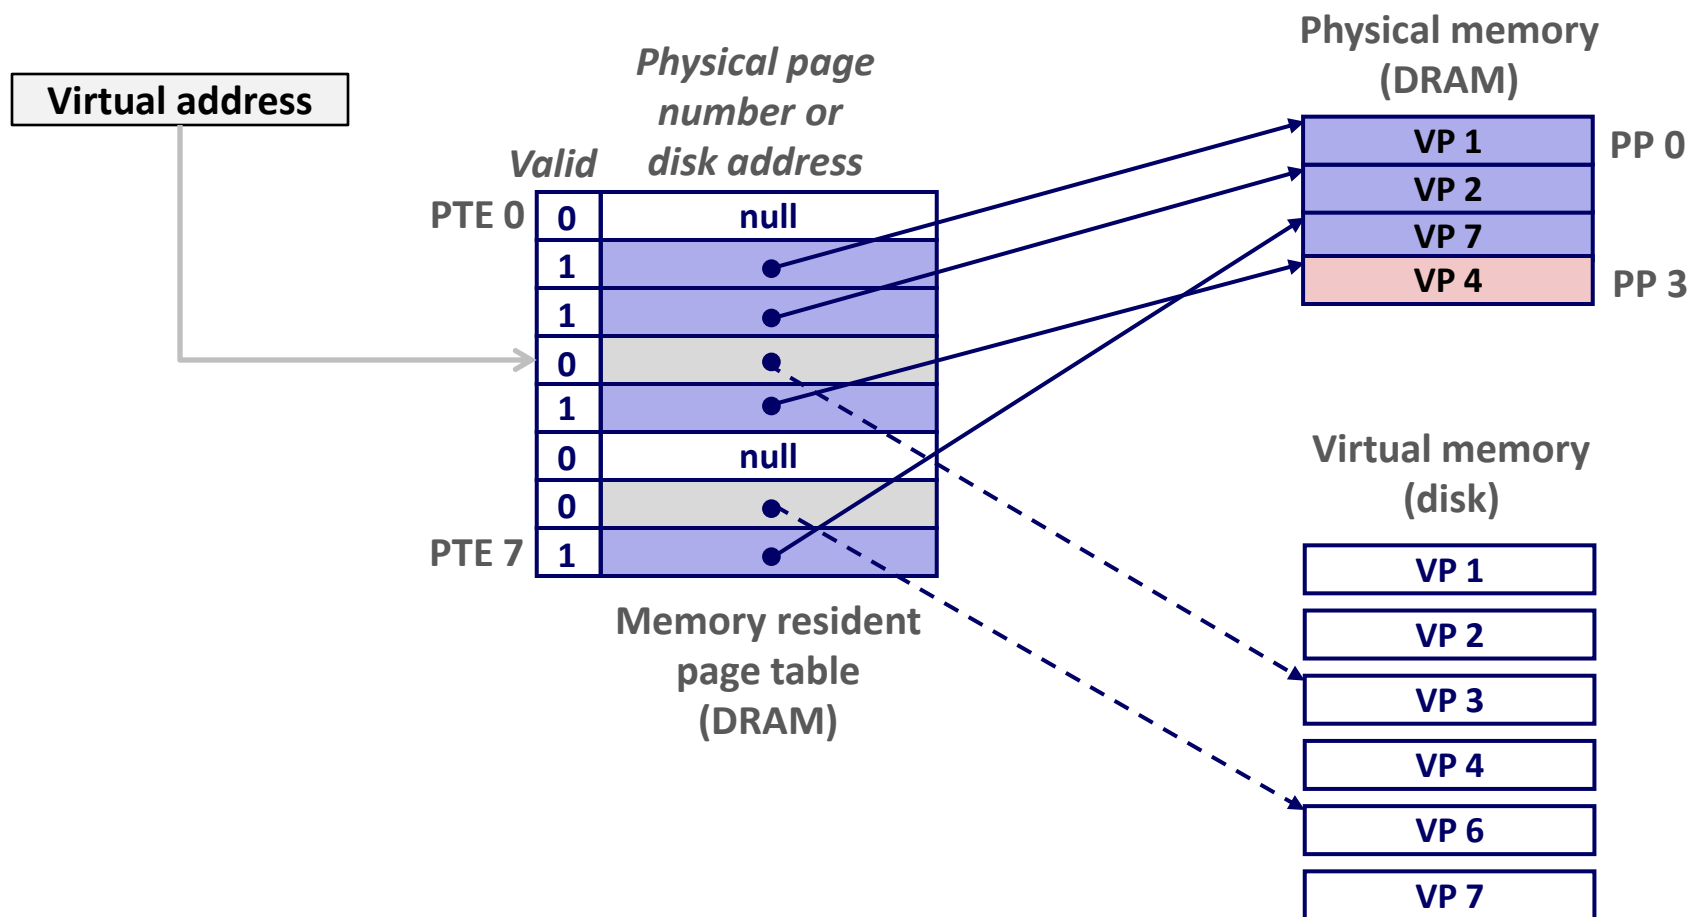 Virtual address
Physical page
number or
disk address
Valid
PTE 0
0
null
1
1
0
1
0
null
0
PTE 7
1
Memory resident
page table
(DRAM)
Physical memory
(DRAM)
VP 1
PP 0
VP 2
VP 7
VP 4
PP 3
Virtual memory
(disk)
VP 1
VP 2
VP 3
VP 4
VP 6
VP 7